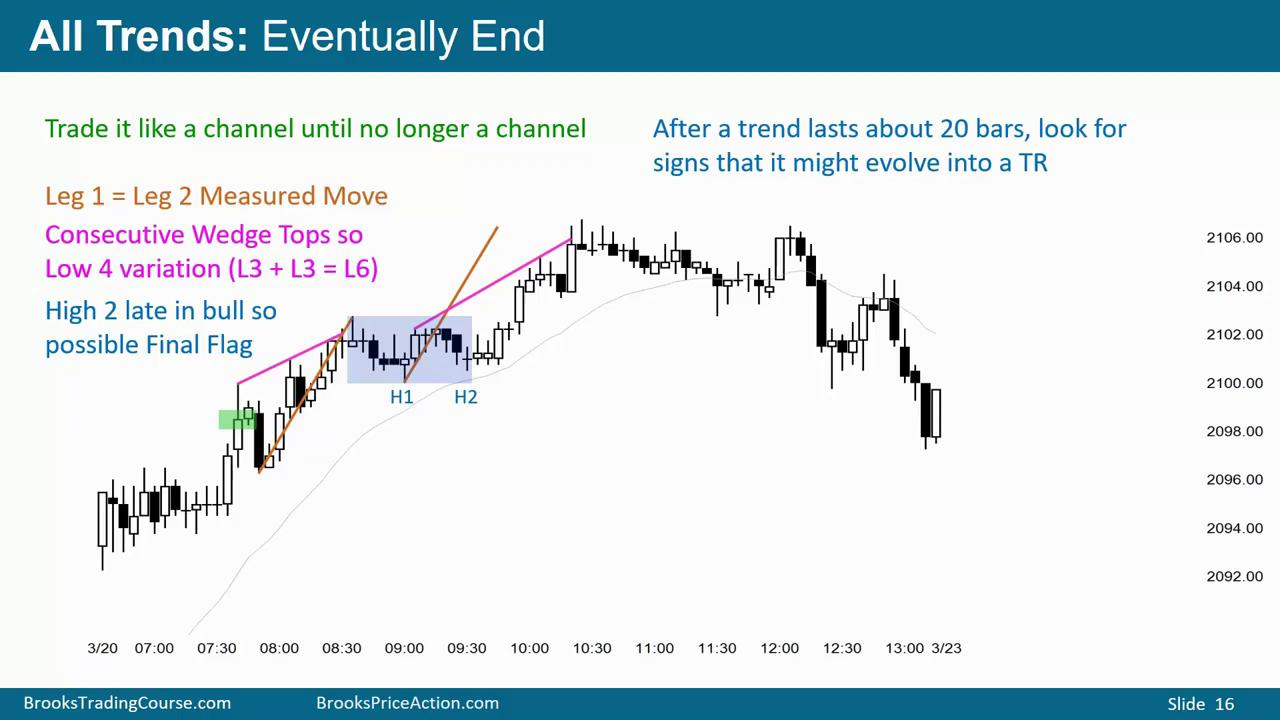 All Trends: Eventually End
Trade it like a channel until no longer a channel
After a trend lasts about 20 bars, look for
signs that it might evolve into a TR
Leg 1 = Leg 2 Measured Move
Consecutive Wedge Tops so
Low 4 variation (L3 + L3 = L6)
High 2 late in bull so
possible Final Flag
H1
H2
2106.00
2104.00
2102.00
2100.00
2098.00
2096.00
2094.00
2092.00
3/20 07:00 07:30 08:00 08:30 09:00 09:30 10:00 10:30 11:00 11:30 12:00 12:30 13:00 3/23
BrooksTradingCourse.com
BrooksPriceAction.com
Slide 16